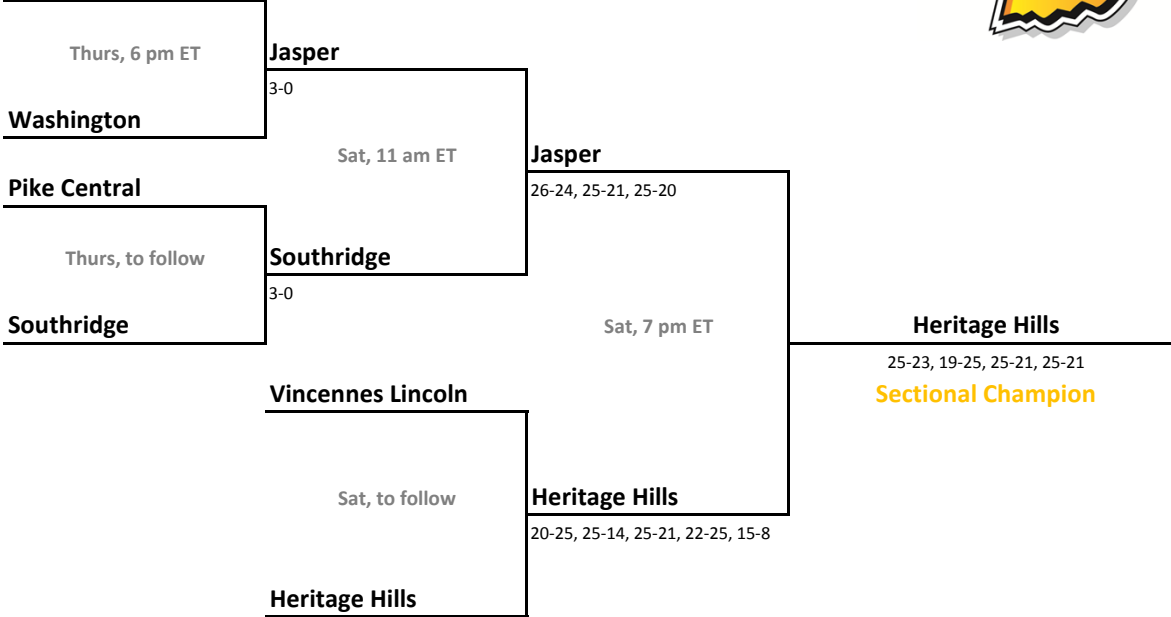 Thurs, 6 pm ET
Jasper
3-0
Washington
Sat, 11 am ET
Jasper
26-24, 25-21, 25-20
Pike Central
Thurs, to follow
Southridge
3-0
Southridge
Sat, 7 pm ET
Heritage Hills
25-23, 19-25, 25-21, 25-21
Sectional Champion
Vincennes Lincoln
Sat, to follow
Heritage Hills
20-25, 25-14, 25-21, 22-25, 15-8
Heritage Hills